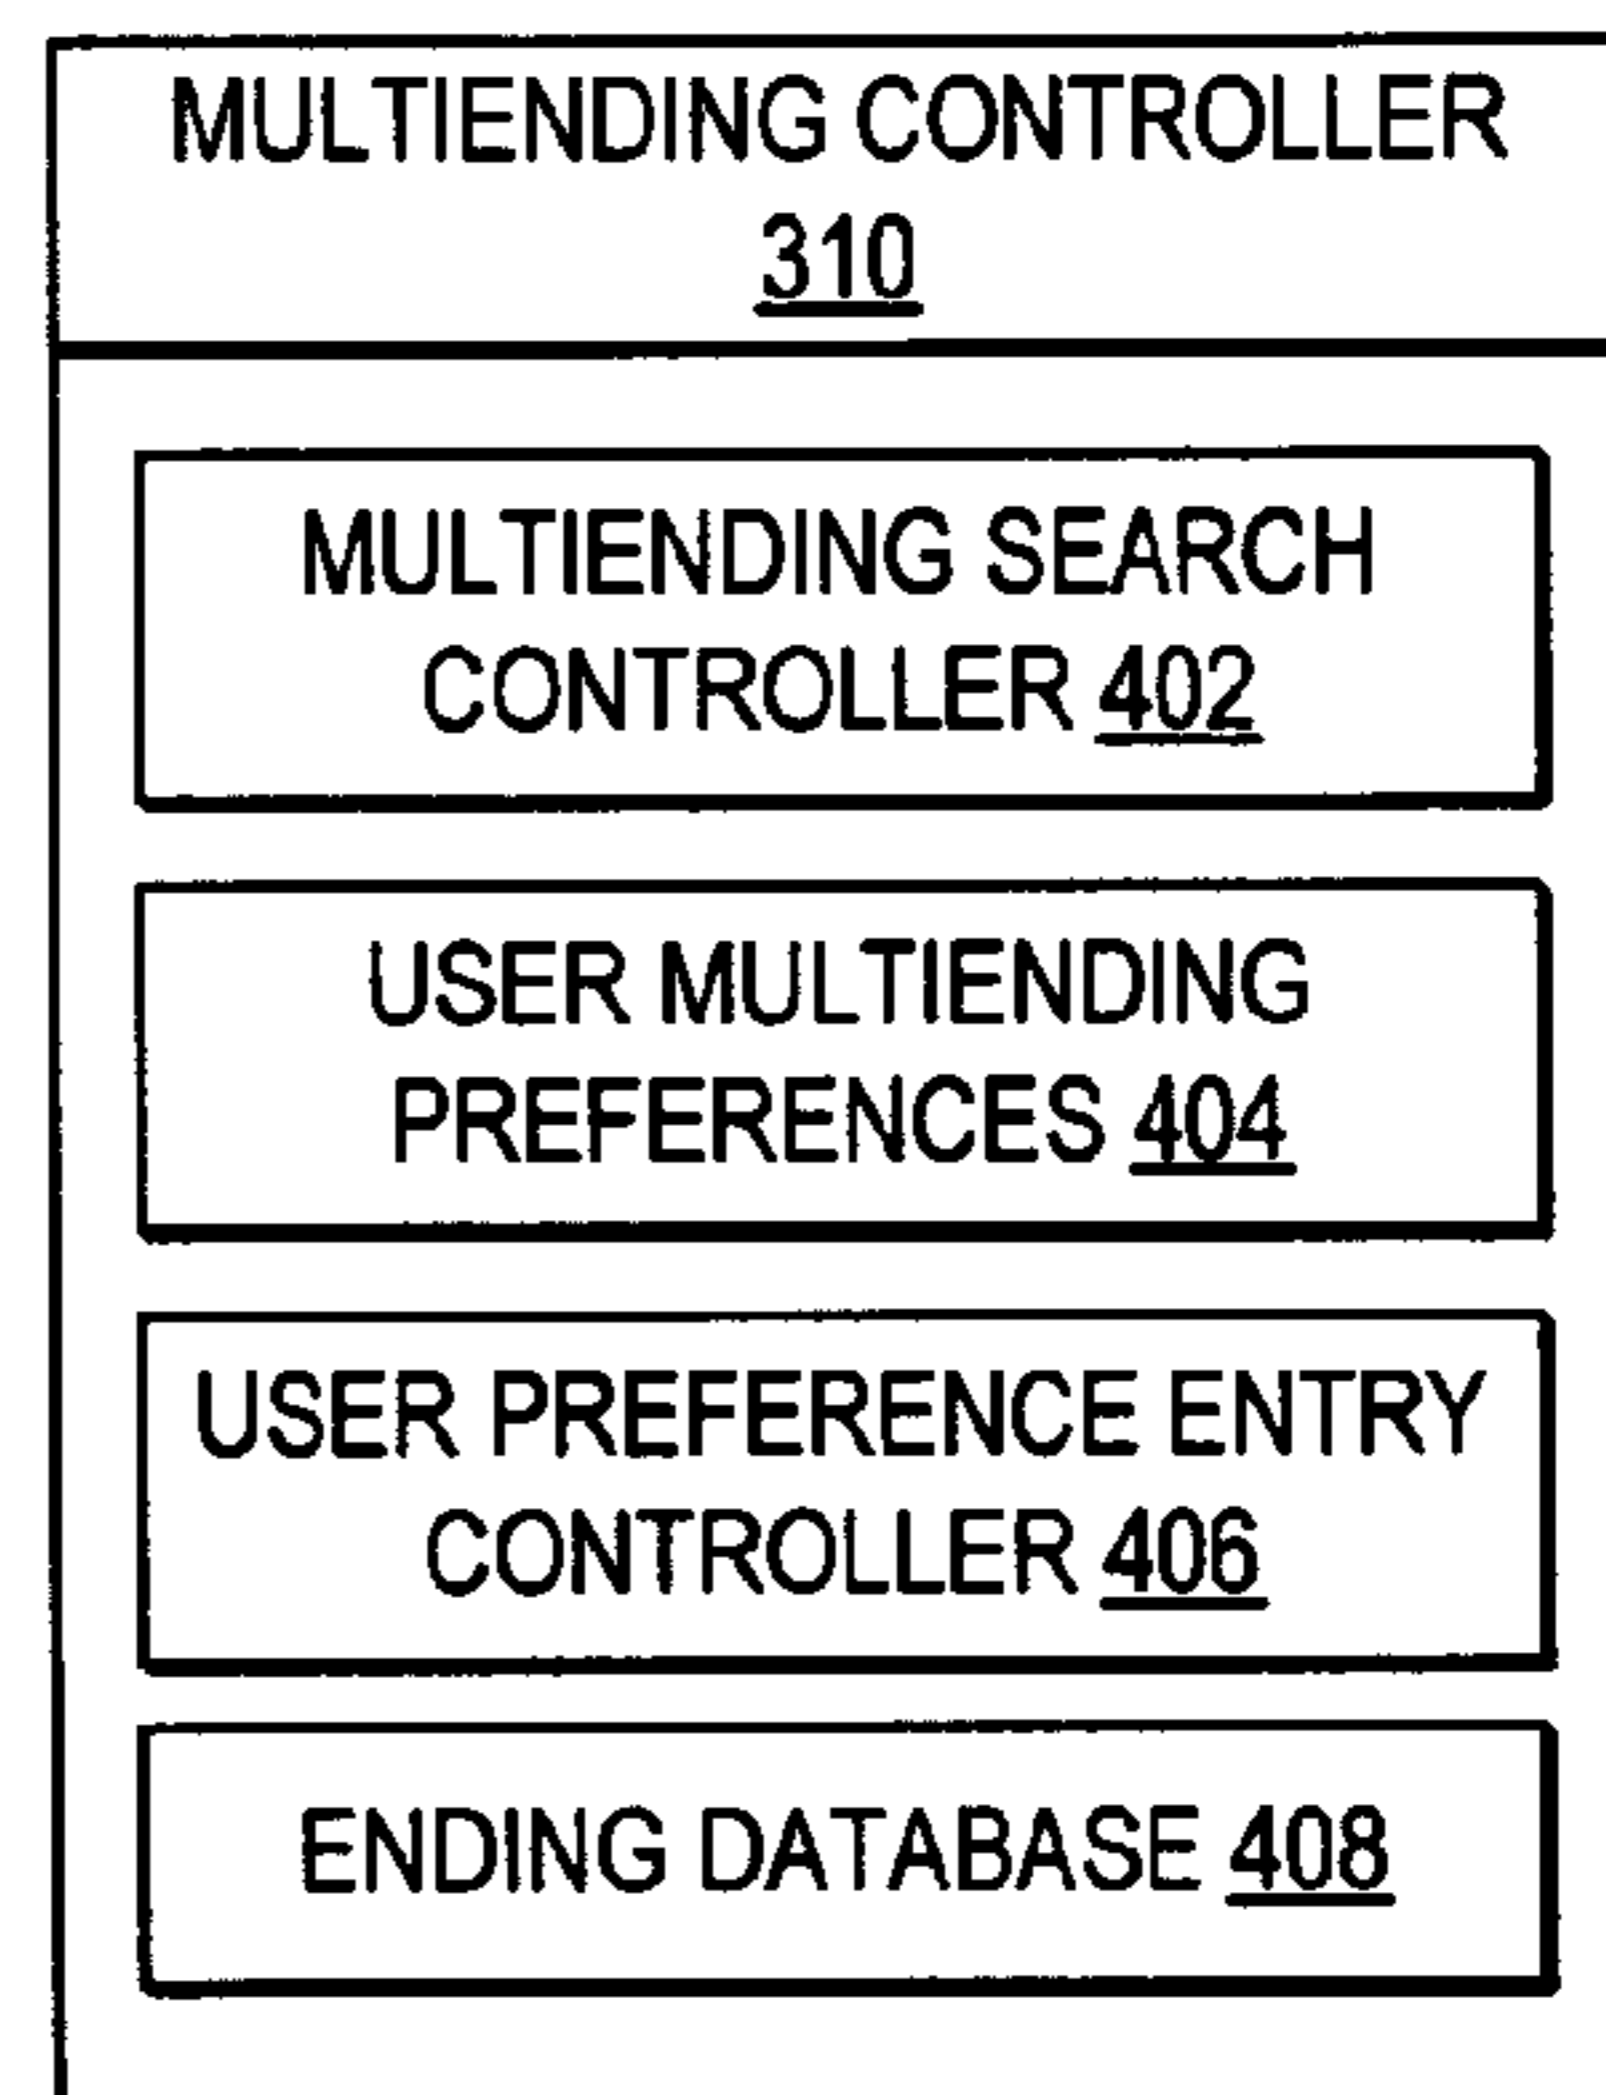 MULTIENDING CONTROLLER
310
MULTIENDING SEARCH
CONTROLLER 402
USER MULTIENDING
PREFERENCES 404
USER PREFERENCE ENTRY
CONTROLLER 406
ENDING DATABASE 408